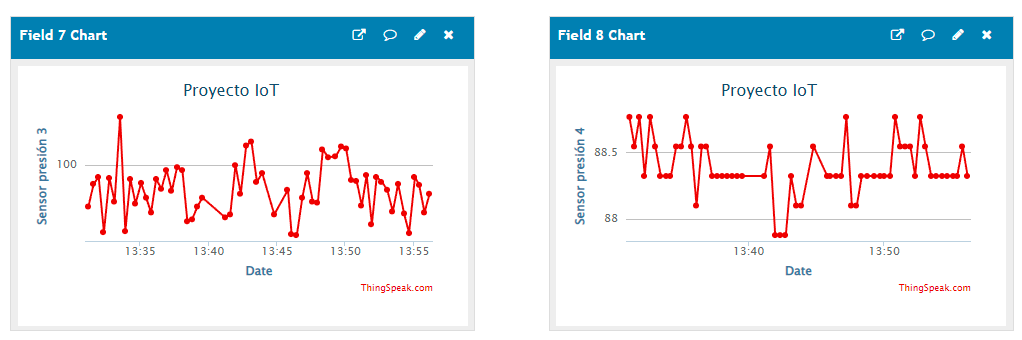 Field 7 Chart
Proyecto IoT
Sensor presión 3
100
13:35 13:40 13:45 13:50 13:55
Date
ThingSpeak.com
Field 8 Chart
Proyecto IoT
Sensor presión 4
88.5
88
13:40 13:50
Date
ThingSpeak.com